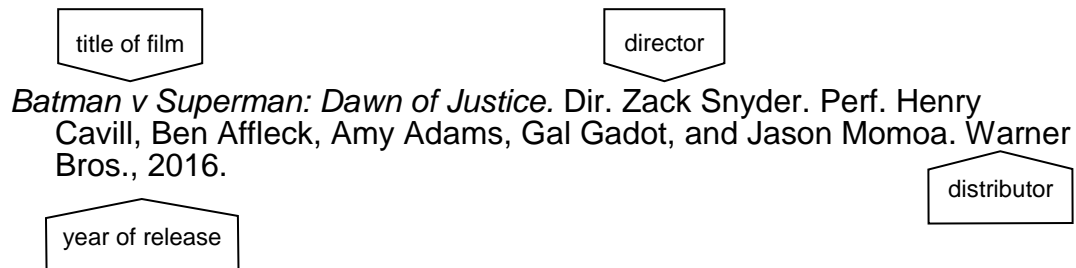 title of film
director
Batman v Superman: Dawn of Justice. Dir. Zack Snyder. Perf. Henry
Cavill, Ben Affleck, Amy Adams, Gal Gadot, and Jason Momoa. Warner
Bros., 2016.
distributor
year of release